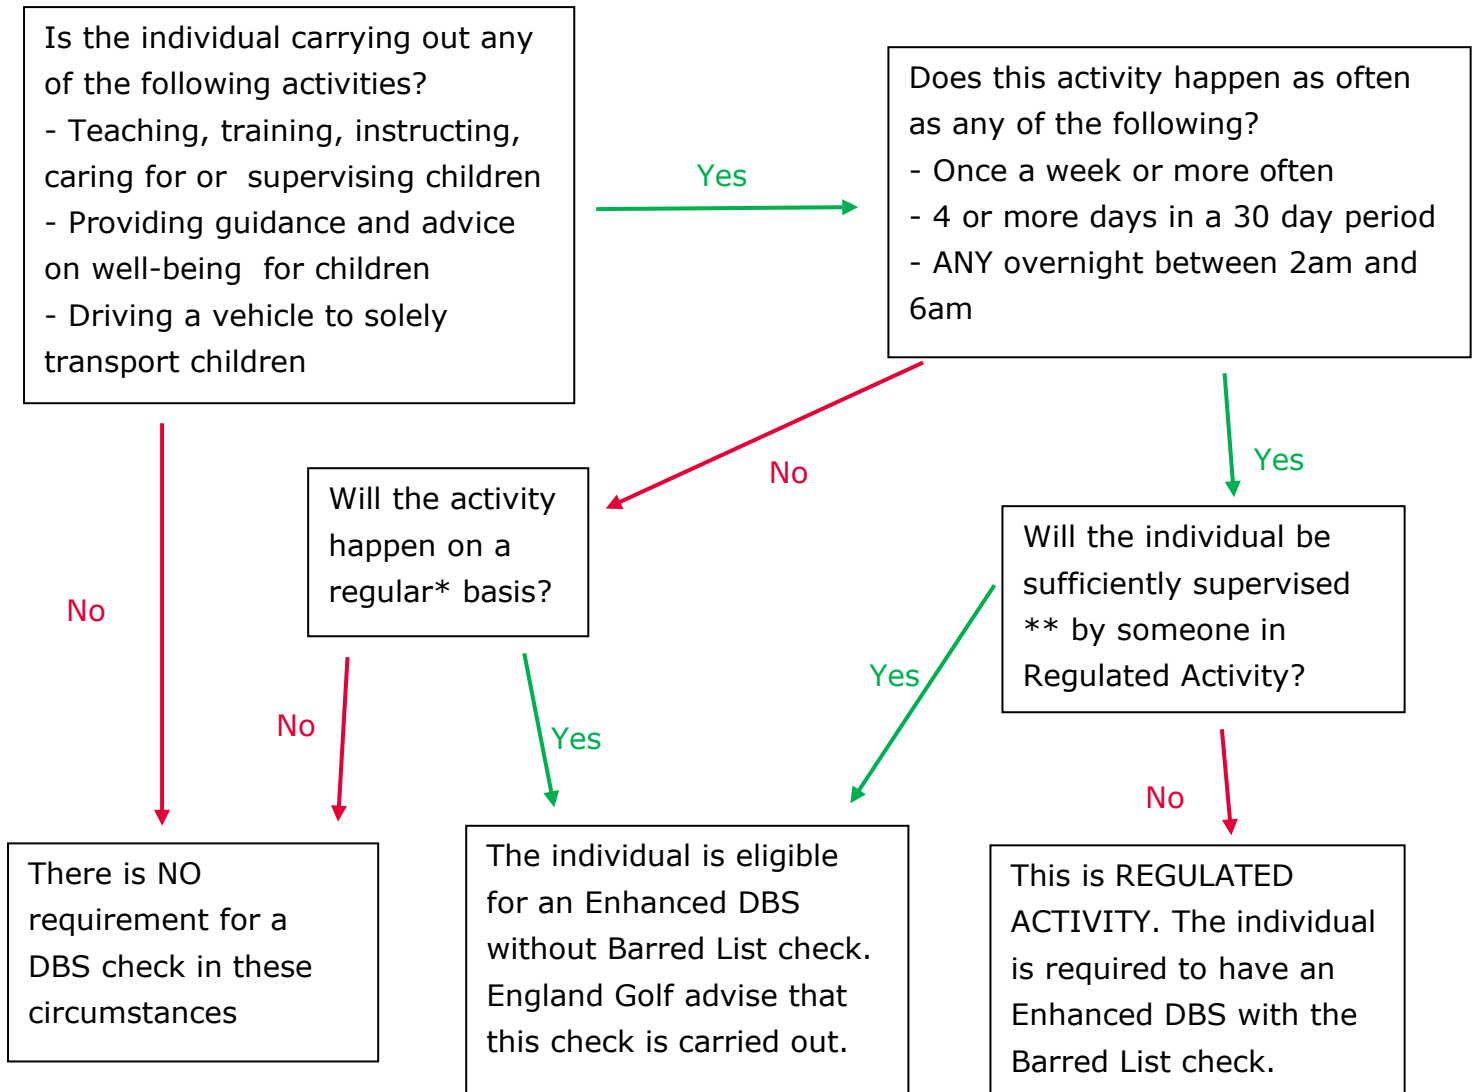 Is the individual carrying out any
of the following activities?
- Teaching, training, instructing,
caring for or  supervising children
- Providing guidance and advice
on well-being  for children
- Driving a vehicle to solely
transport children
Yes
Does this activity happen as often
as any of the following?
- Once a week or more often
- 4 or more days in a 30 day period
- ANY overnight between 2am and
6am
No
Yes
No
Will the activity
happen on a
regular* basis?
Will the individual be
sufficiently supervised
** by someone in
Regulated Activity?
No
Yes
Yes
No
There is NO
requirement for a
DBS check in these
circumstances
The individual is eligible
for an Enhanced DBS
without Barred List check.
England Golf advise that
this check is carried out.
This is REGULATED
ACTIVITY. The individual
is required to have an
Enhanced DBS with the
Barred List check.